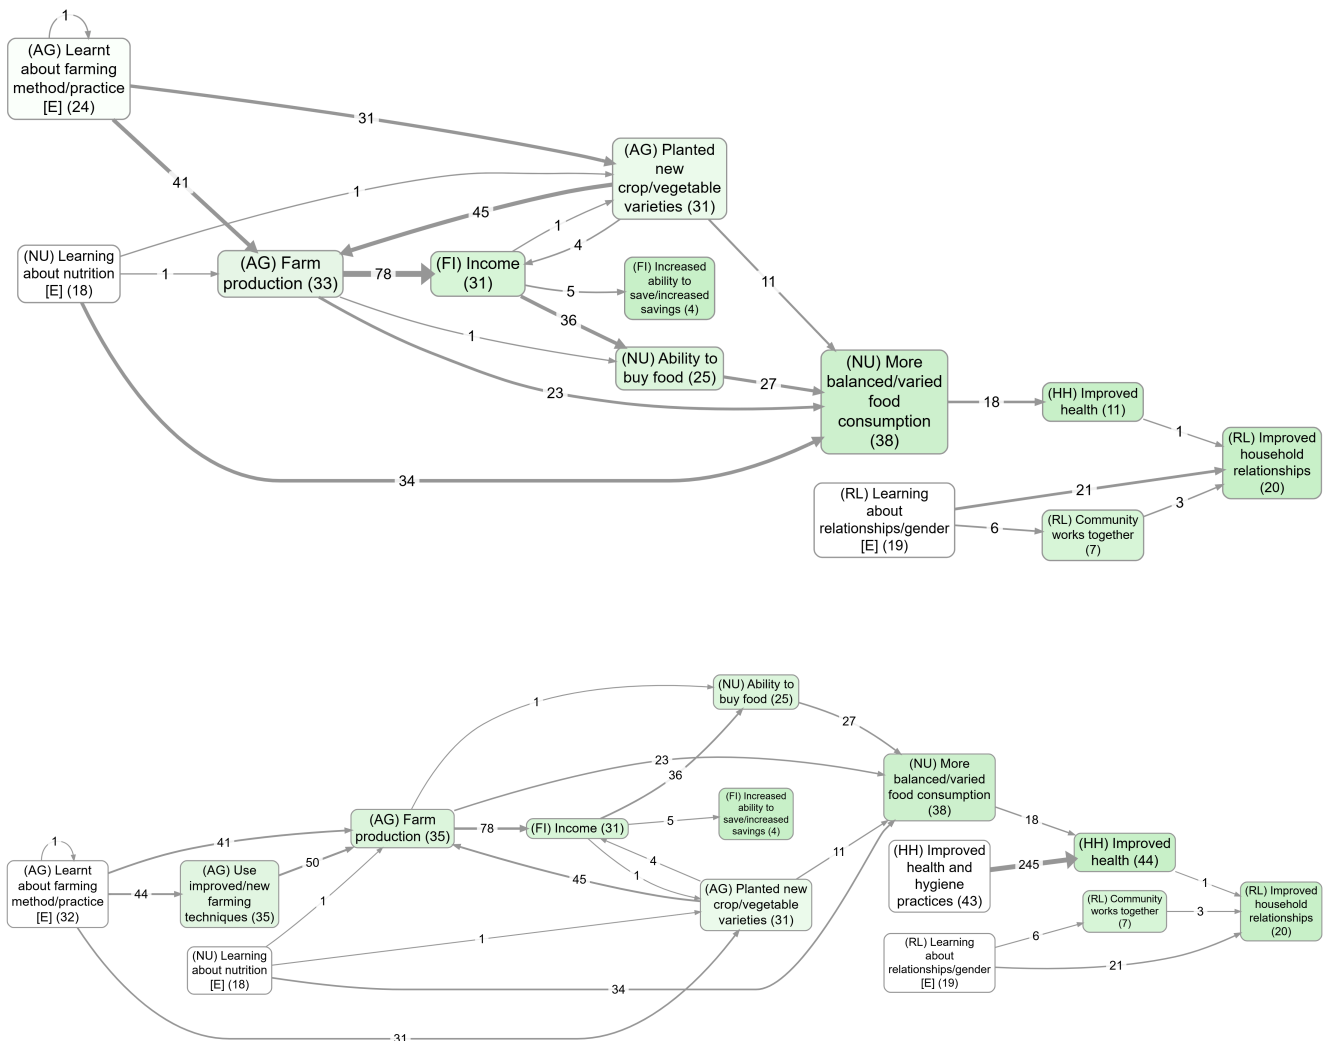 1
(AG) Learnt
about farming
method/practice
[E] (24)
31
(AG) Planted
new
crop/vegetable
varieties (31)
41
1
45
1
4
(NU) Learning
about nutrition
[E] (18)
1
(AG) Farm
production (33)
78
(FI) Income
(31)
(FI) Increased
ability to
save/increased
savings (4)
5
11
36
1
(NU) Ability to
buy food (25)
27
23
(NU) More
balanced/varied
food
consumption
(38)
18
(HH) Improved
health (11)
1
(RL) Improved
household
relationships
(20)
34
(RL) Learning
about
relationships/gender
[E] (19)
21
6
3
(RL) Community
works together
(7)
(NU) Ability to
buy food (25)
1
27
23
36
(NU) More
balanced/varied
food consumption
(38)
(FI) Increased
ability to
save/increased
savings (4)
5
(AG) Farm
production (35)
78
(FI) Income (31)
18
1
41
50
4
1
11
45
(AG) Learnt
about farming
method/practice
[E] (32)
44
(AG) Use
improved/new
farming
techniques (35)
1
(AG) Planted new
crop/vegetable
varieties (31)
(HH) Improved
health and
hygiene
practices (43)
245
(HH) Improved
health (44)
1
(RL) Community
works together
(7)
3
(RL) Improved
household
relationships
(20)
6
(NU) Learning
about nutrition
[E] (18)
1
34
(RL) Learning
about
relationships/gender
[E] (19)
21
31